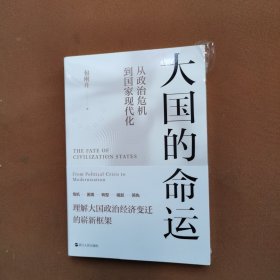 大国的命运
从政治危机
到国家现代化
THE FATE OF
CIVILIZATION STATES
From Political Crisis to
Modernization
理解大国政治经济变迁
的崭新框架